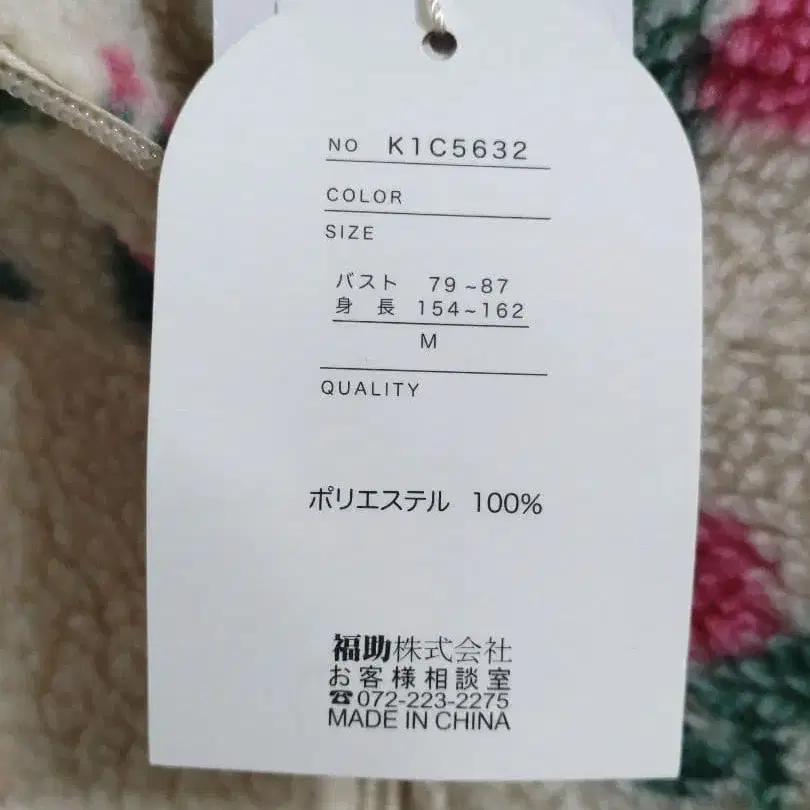 NO K1C5632
COLOR
SIZE
バスト 79~87
身長 154~162
M
QUALITY
ポリエステル 100%
福助株式会社
お客様相談室
☎072-223-2275
MADE IN CHINA